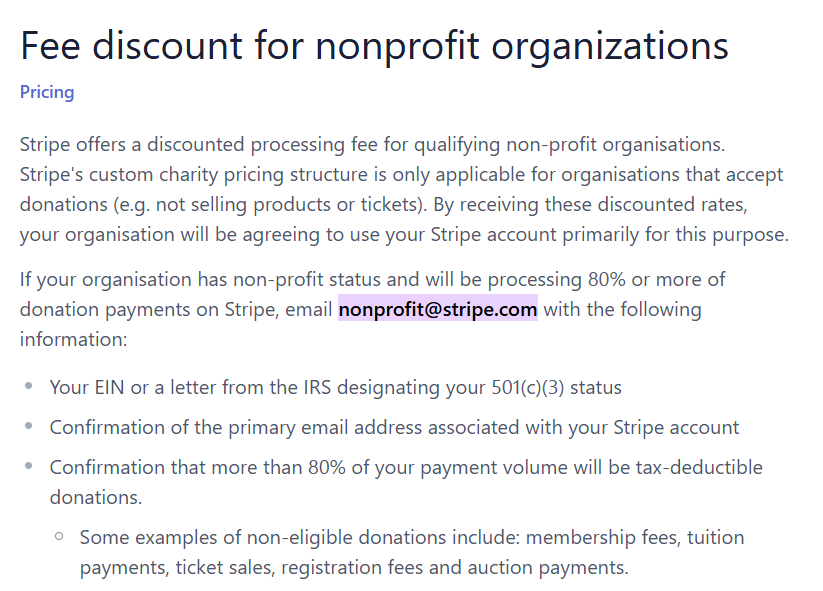 Fee discount for nonprofit organizations
Pricing
Stripe offers a discounted processing fee for qualifying non-profit organisations.
Stripe's custom charity pricing structure is only applicable for organisations that accept
donations (e.g. not selling products or tickets). By receiving these discounted rates,
your organisation will be agreeing to use your Stripe account primarily for this purpose.
If your organisation has non-profit status and will be processing 80% or more of
donation payments on Stripe, email nonprofit@stripe.com with the following
information:
Your EIN or a letter from the IRS designating your 501(c)(3) status
Confirmation of the primary email address associated with your Stripe account
Confirmation that more than 80% of your payment volume will be tax-deductible
donations.
Some examples of non-eligible donations include: membership fees, tuition
payments, ticket sales, registration fees and auction payments.